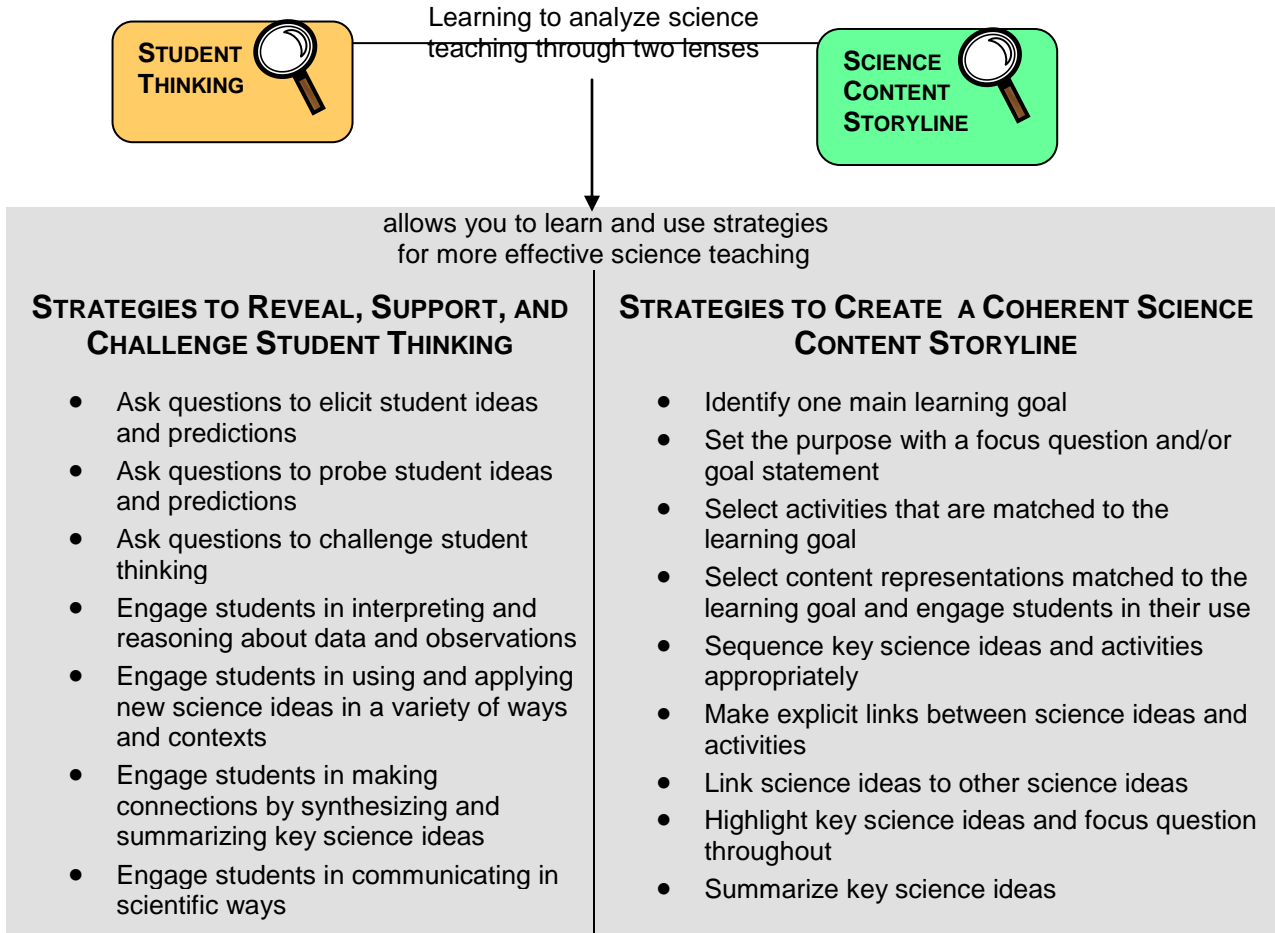 Learning to analyze science
teaching through two lenses
STUDENT
THINKING
SCIENCE
CONTENT
STORYLINE
allows you to learn and use strategies
for more effective science teaching
STRATEGIES TO REVEAL, SUPPORT, AND
CHALLENGE STUDENT THINKING
• Ask questions to elicit student ideas
and predictions
• Ask questions to probe student ideas
and predictions
• Ask questions to challenge student
thinking
• Engage students in interpreting and
reasoning about data and observations
• Engage students in using and applying
new science ideas in a variety of ways
and contexts
• Engage students in making
connections by synthesizing and
summarizing key science ideas
• Engage students in communicating in
scientific ways
STRATEGIES TO CREATE A COHERENT SCIENCE
CONTENT STORYLINE
• Identify one main learning goal
• Set the purpose with a focus question and/or
goal statement
• Select activities that are matched to the
learning goal
• Select content representations matched to the
learning goal and engage students in their use
• Sequence key science ideas and activities
appropriately
• Make explicit links between science ideas and
activities
• Link science ideas to other science ideas
• Highlight key science ideas and focus question
throughout
• Summarize key science ideas